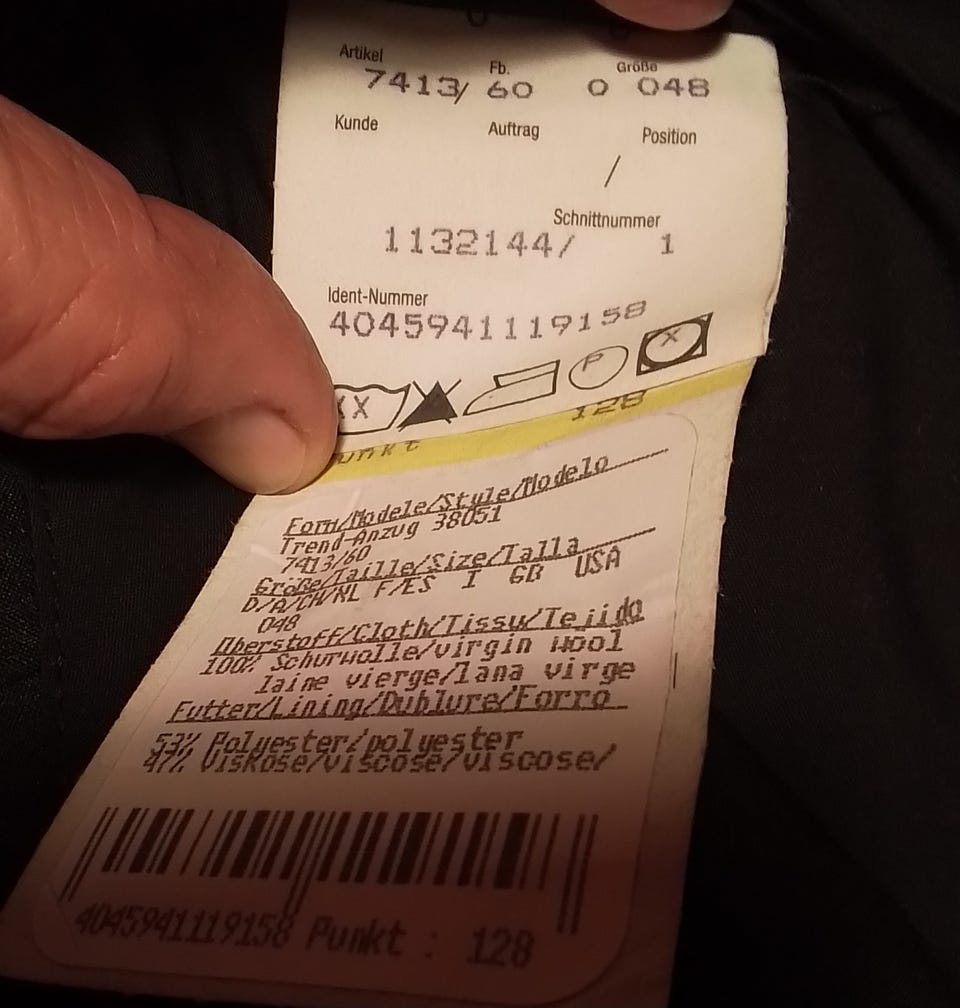 Artikel Fb. Größe
7413/ 60 0 048
Kunde Auftrag Position
/
Schnittnummer
1132144/ 1
Ident-Nummer
4045941119158
XX P X
unkt 128
Form/Modele/Style/Modelo
Trend-Anzug 38051
7413/60
Größe/Taille/Size/Talla
D/A/CH/NL F/ES I GB USA
048
Oberstoff/Cloth/Tissu/Tejida
100% Schurwolle/virgin wool
laine vierge/lana virge
Futter/Lining/Dublure/Forro
53% Polyester/polyester
47% Viskose/viscose/viscose/
4045941119158 Punkt : 128